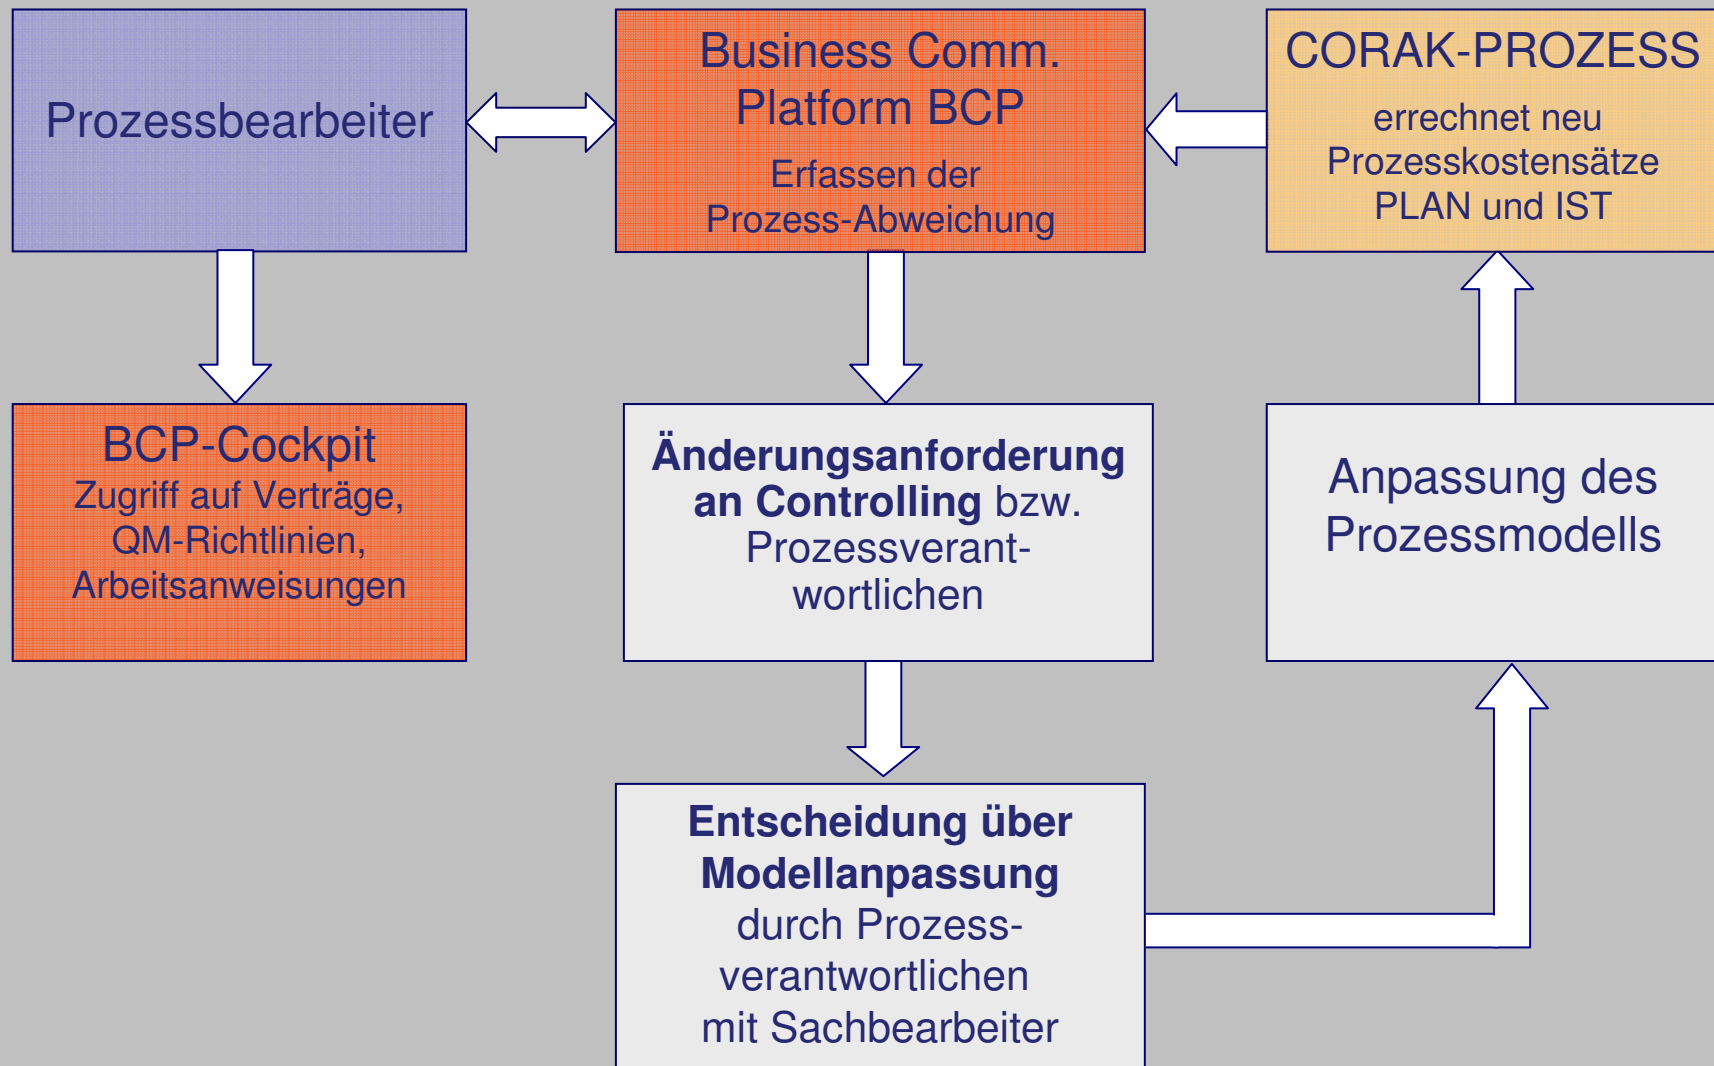 Prozessbearbeiter
Business Comm.
Platform BCP
Erfassen der
Prozess-Abweichung
CORAK-PROZESS
errechnet neu
Prozesskostensätze
PLAN und IST
BCP-Cockpit
Zugriff auf Verträge,
QM-Richtlinien,
Arbeitsanweisungen
Änderungsanforderung
an Controlling bzw.
Prozessverant-
wortlichen
Anpassung des
Prozessmodells
Entscheidung über
Modellanpassung
durch Prozess-
verantwortlichen
mit Sachbearbeiter